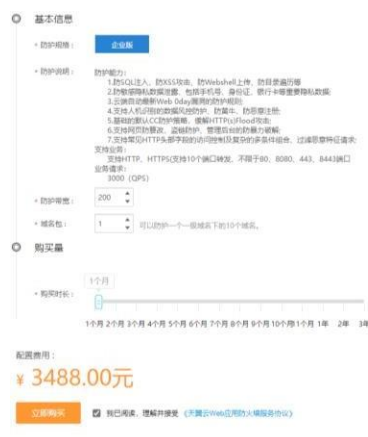 基本信息
* 防护规格：
企业版
* 防护说明：
防护能力：
1.防SQL注入、防XSS攻击、防Webshell上传、防目录遍历等
2.防敏感隐私数据泄露，包括手机号、身份证、银行卡等重要隐私数据;
3.云端自动最新Web 0day漏洞的防护规则;
4.支持人机识别的数据风控防护，防黄牛、防恶意注册;
5.基础的默认CC防护策略，缓解HTTP(s)Flood攻击;
6.支持网页防篡改、盗链防护、管理后台的防暴力破解;
7.支持常见HTTP头部字段的访问控制及复杂的多条件组合、过滤恶意特征请求;
支持业务：
支持HTTP、HTTPS(支持10个端口转发，不限于80、8080、443、8443端口
业务请求：
3000（QPS）
* 防护带宽：
200
* 域名包：
1
可以防护一个一级域名下的10个域名。
购买量
1个月
* 购买时长：
1个月 2个月 3个月 4个月 5个月 6个月 7个月 8个月 9个月 10个月 11个月 1年 2年 3年
配置费用：
¥ 3488.00元
立即购买
我已阅读，理解并接受 《天翼云Web应用防火墙服务协议》